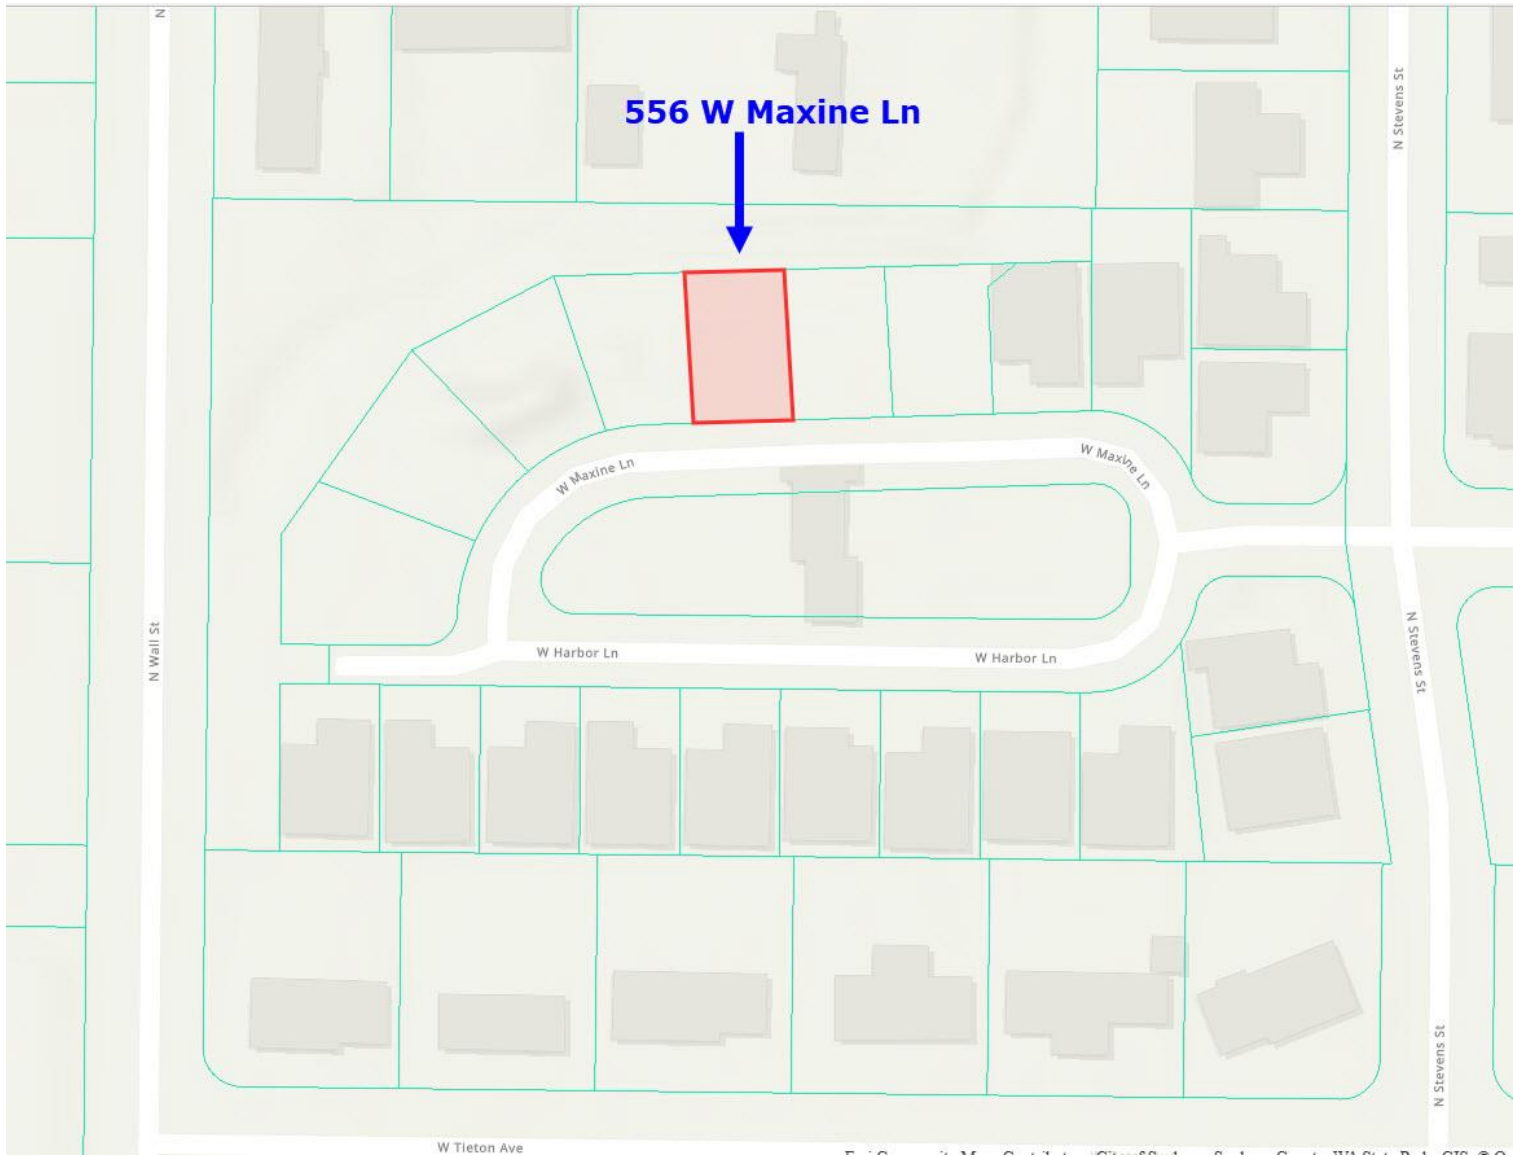 N
N Stevens St
556 W Maxine Ln
W Maxine Ln
W Maxine Ln
N Wall St
W Harbor Ln
W Harbor Ln
N Stevens St
N Stevens St
W Tieton Ave